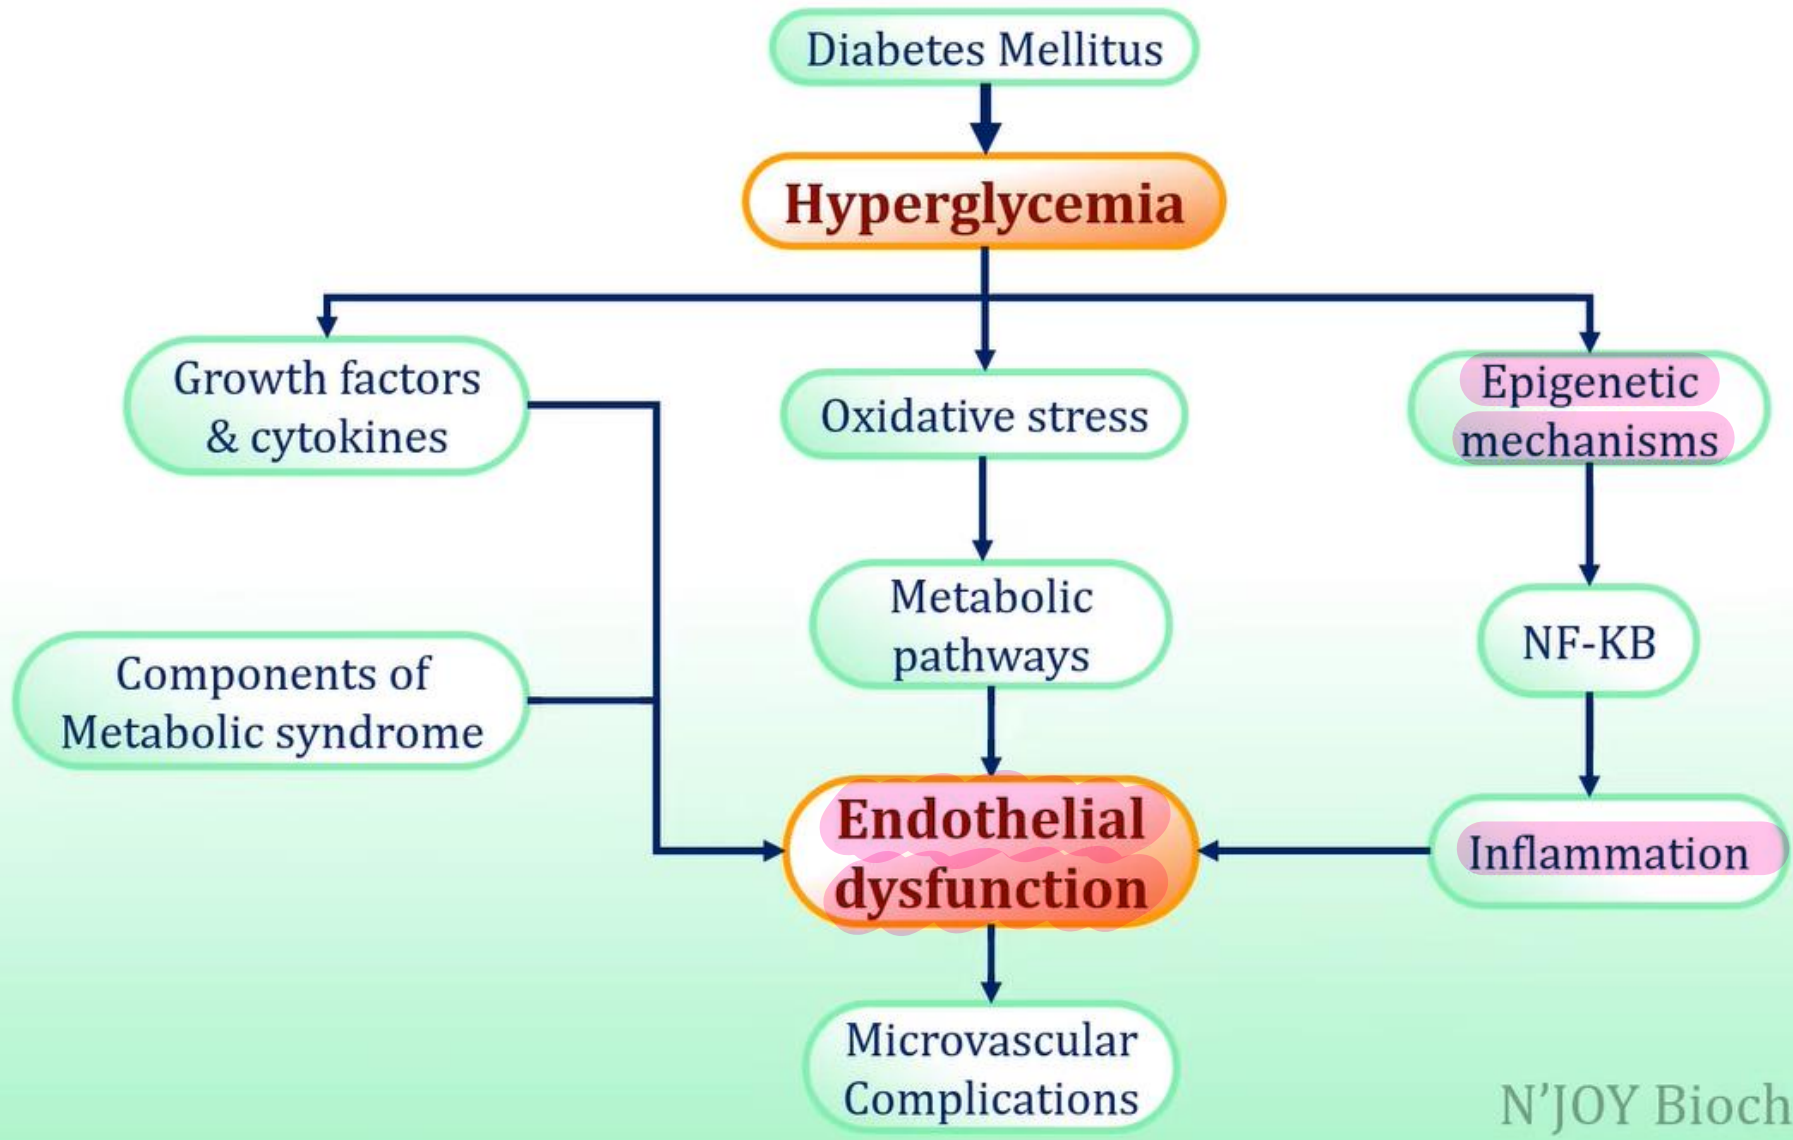 Diabetes Mellitus
Hyperglycemia
Growth factors
& cytokines
Oxidative stress
Epigenetic
mechanisms
Components of
Metabolic syndrome
Metabolic
pathways
NF-KB
Endothelial
dysfunction
Inflammation
Microvascular
Complications
N'JOY Bioch